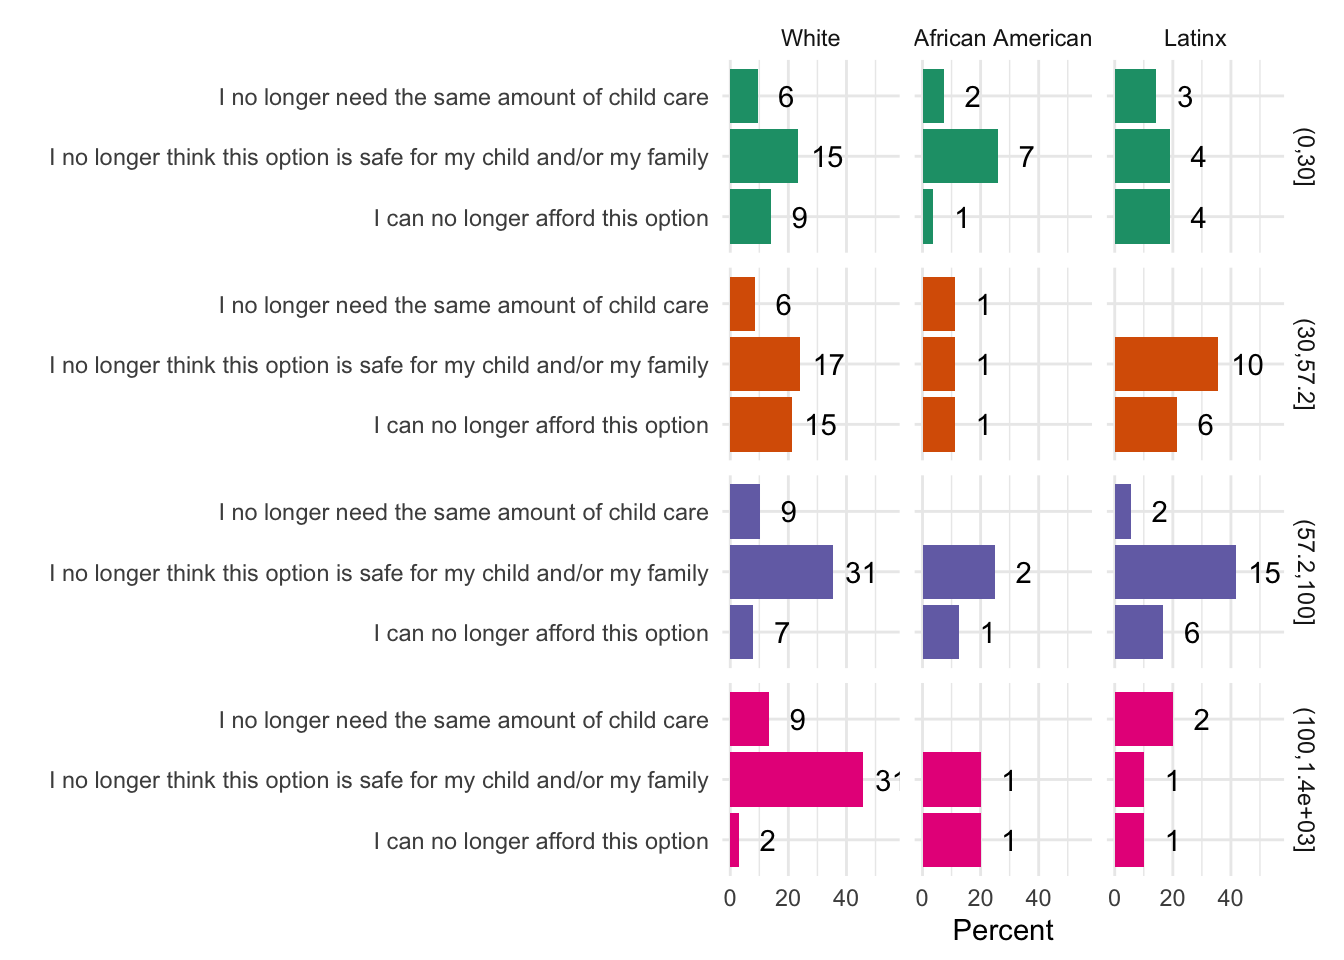 White African American Latinx
I no longer need the same amount of child care 6 2 3
I no longer think this option is safe for my child and/or my family 15 7 4
I can no longer afford this option 9 1 4
(0,30]
I no longer need the same amount of child care 6 1
I no longer think this option is safe for my child and/or my family 17 1 10
I can no longer afford this option 15 1 6
(30,57.2]
I no longer need the same amount of child care 9 2
I no longer think this option is safe for my child and/or my family 31 2 15
I can no longer afford this option 7 1 6
(57.2,100]
I no longer need the same amount of child care 9 2
I no longer think this option is safe for my child and/or my family 31 1 1
I can no longer afford this option 2 1 1
(100,1.4e+03]
0 20 40 0 20 40 0 20 40
Percent